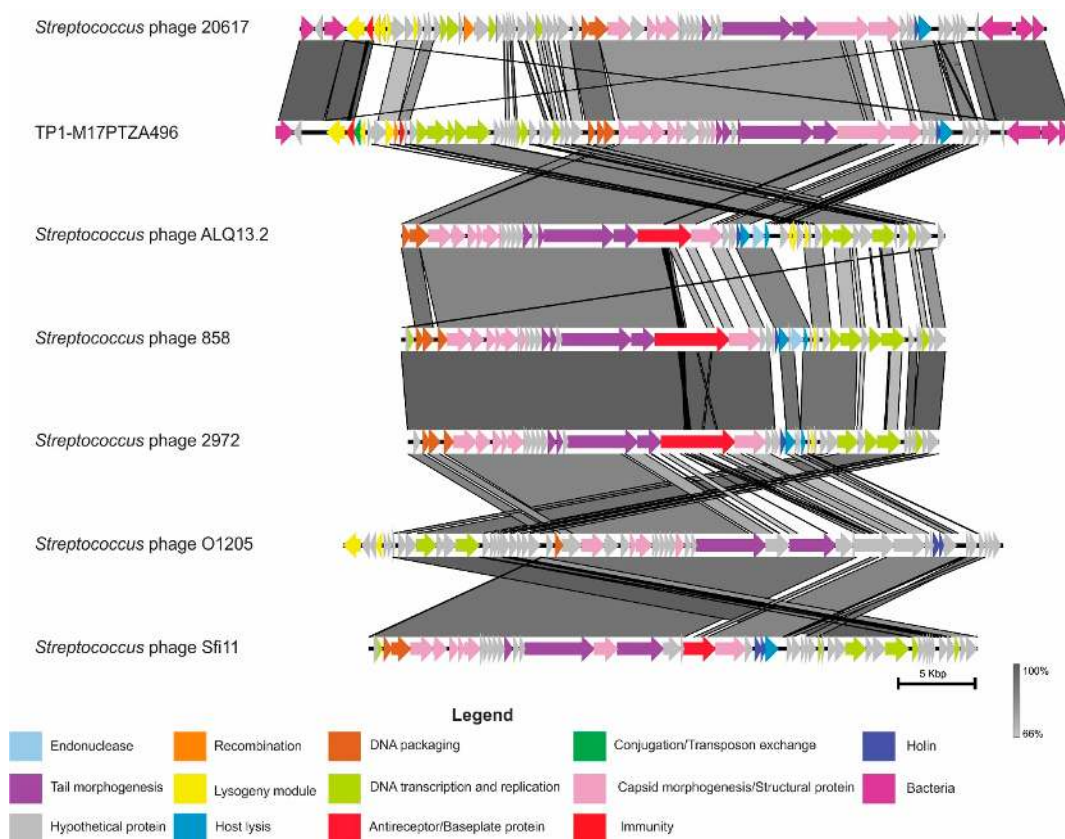 Streptococcus phage 20617
TP1-M17PTZA496
Streptococcus phage ALQ13.2
Streptococcus phage 858
Streptococcus phage 2972
Streptococcus phage O1205
Streptococcus phage Sfi11
5 Kbp
100%
66%
Legend
Endonuclease
Recombination
DNA packaging
Conjugation/Transposon exchange
Holin
Tail morphogenesis
Lysogeny module
DNA transcription and replication
Capsid morphogenesis/Structural protein
Bacteria
Hypothetical protein
Host lysis
Antireceptor/Baseplate protein
Immunity